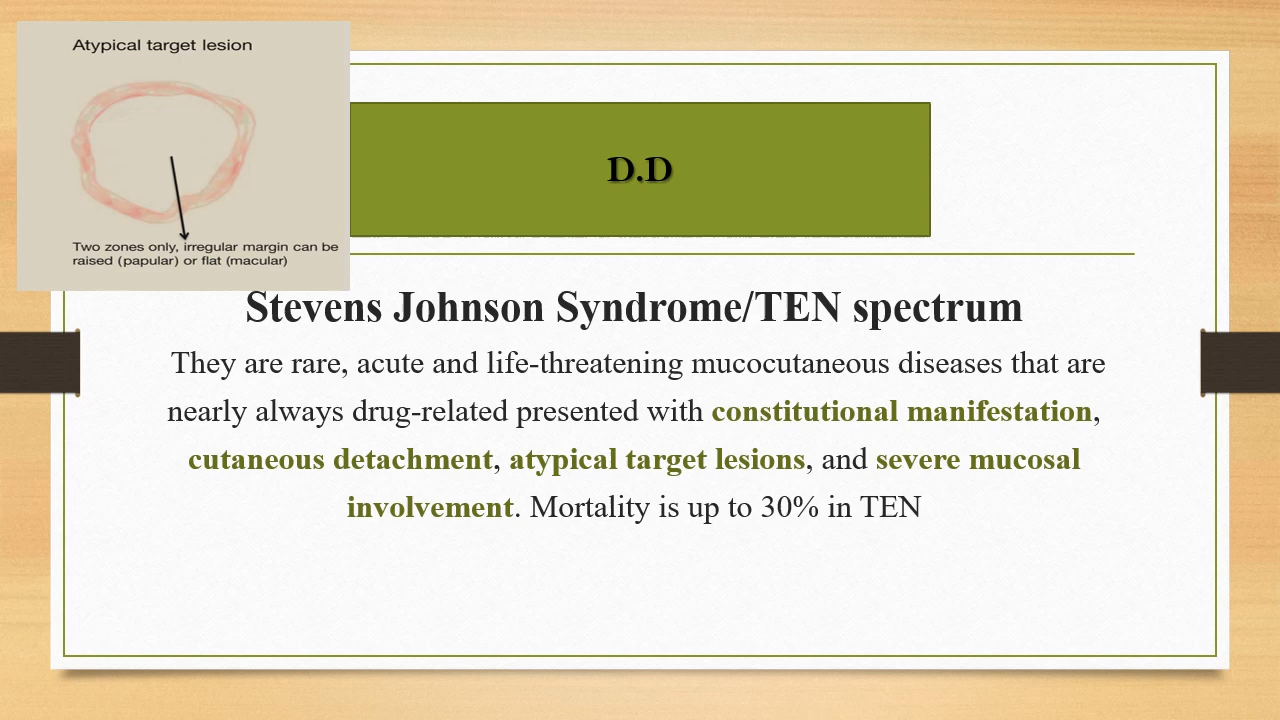 Atypical target lesion
Two zones only, irregular margin can be
raised (papular) or flat (macular)
D.D
Stevens Johnson Syndrome/TEN spectrum
They are rare, acute and life-threatening mucocutaneous diseases that are
nearly always drug-related presented with constitutional manifestation,
cutaneous detachment, atypical target lesions, and severe mucosal
involvement. Mortality is up to 30% in TEN